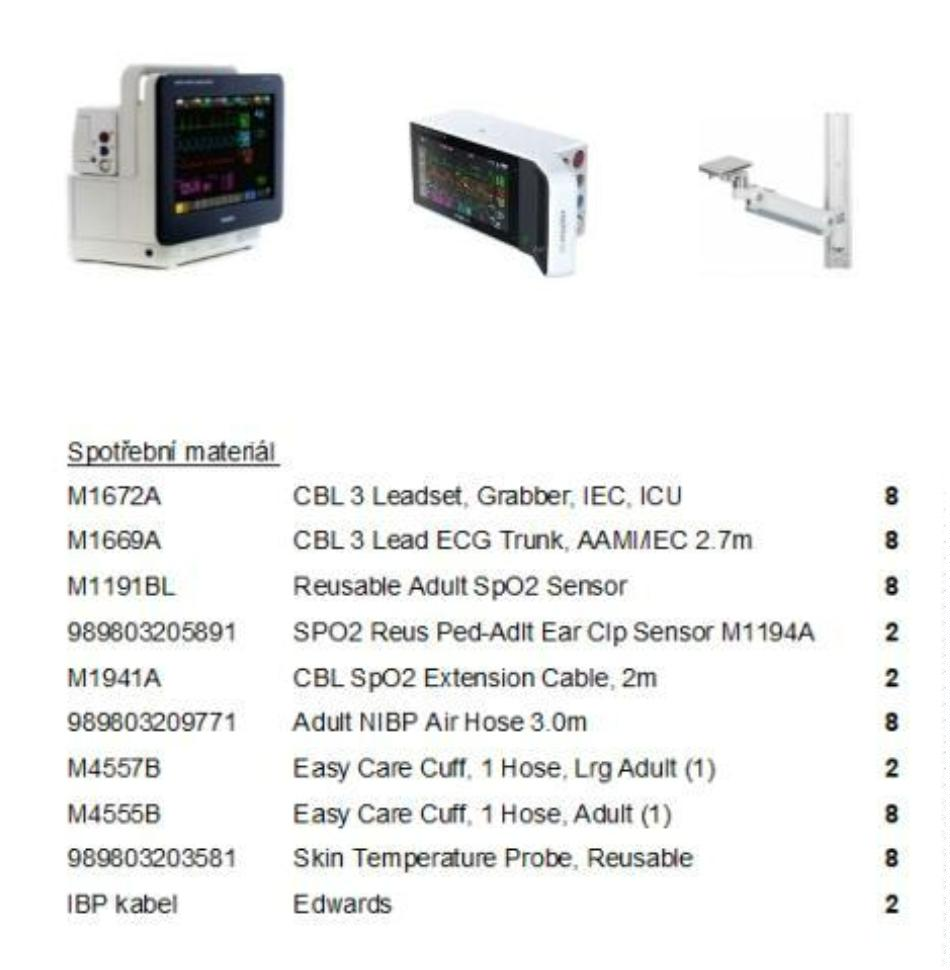 Spotřební materiál
M1672A CBL 3 Leadset, Grabber, IEC, ICU 8
M1669A CBL 3 Lead ECG Trunk, AAMI/IEC 2.7m 8
M1191BL Reusable Adult SpO2 Sensor 8
989803205891 SPO2 Reus Ped-Adlt Ear Clp Sensor M1194A 2
M1941A CBL SpO2 Extension Cable, 2m 2
989803209771 Adult NIBP Air Hose 3.0m 8
M4557B Easy Care Cuff, 1 Hose, Lrg Adult (1) 2
M4555B Easy Care Cuff, 1 Hose, Adult (1) 8
989803203581 Skin Temperature Probe, Reusable 8
IBP kabel Edwards 2